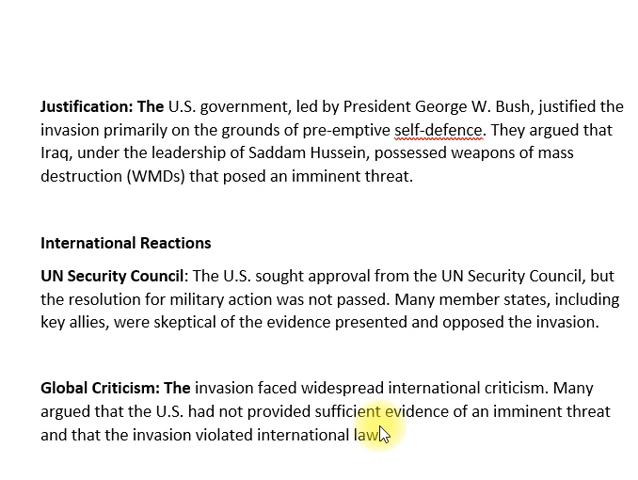 Justification: The U.S. government, led by President George W. Bush, justified the
invasion primarily on the grounds of pre-emptive self-defence. They argued that
Iraq, under the leadership of Saddam Hussein, possessed weapons of mass
destruction (WMDs) that posed an imminent threat.
International Reactions
UN Security Council: The U.S. sought approval from the UN Security Council, but
the resolution for military action was not passed. Many member states, including
key allies, were skeptical of the evidence presented and opposed the invasion.
Global Criticism: The invasion faced widespread international criticism. Many
argued that the U.S. had not provided sufficient evidence of an imminent threat
and that the invasion violated international law